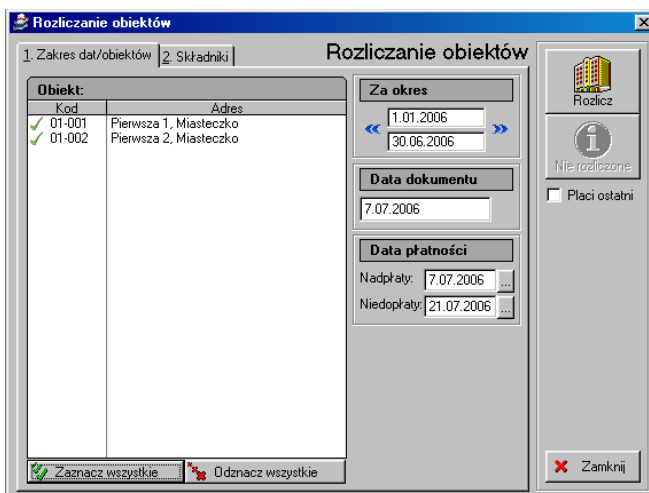 Rozliczanie obiektów
1. Zakres dat/obiektów
2. Składniki
Rozliczanie obiektów
Obiekt:
Kod Adres
01-001 Pierwsza 1, Miasteczko
01-002 Pierwsza 2, Miasteczko
Zaznacz wszystkie
Odznacz wszystkie
Za okres
1.01.2006
30.06.2006
Data dokumentu
7.07.2006
Data płatności
Nadpłaty: 7.07.2006 ...
Niedopłaty: 21.07.2006 ...
Rozlicz
Nie rozliczone
Placi ostatni
Zamknij